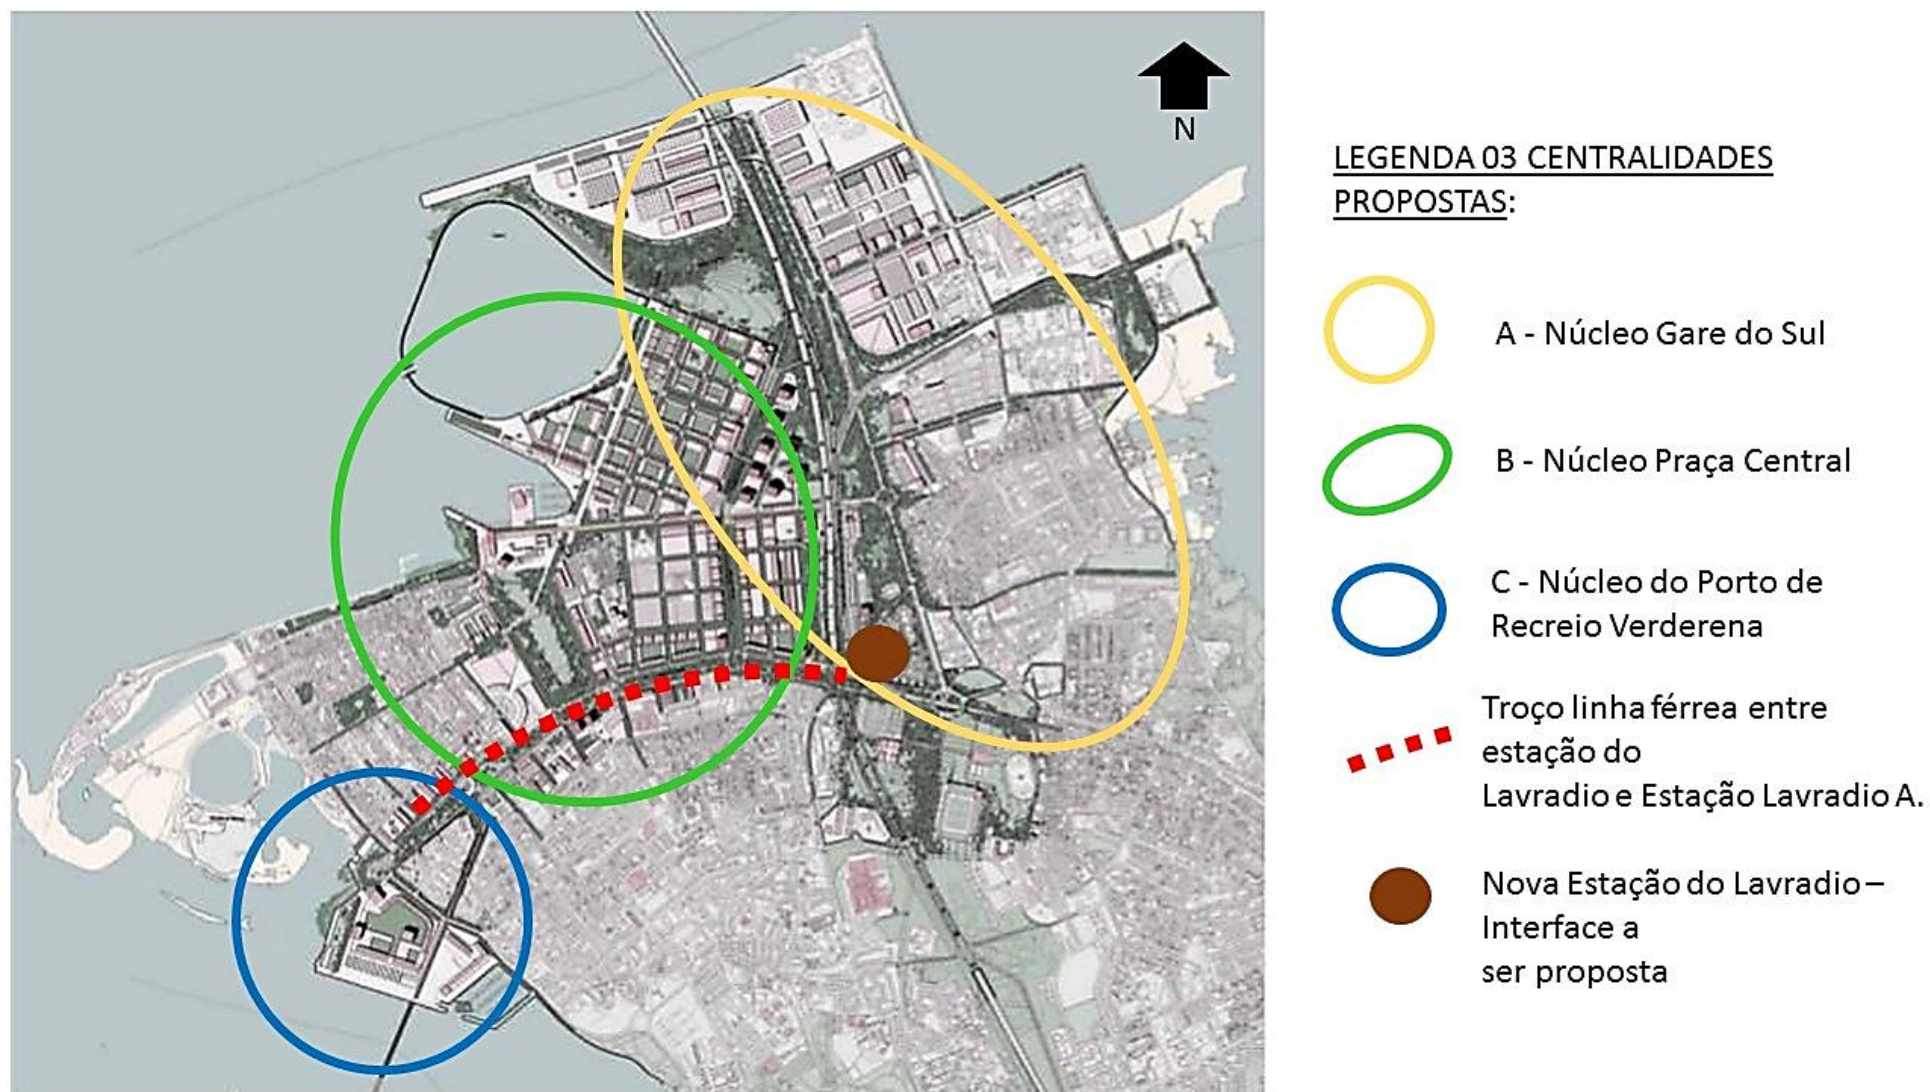 N
LEGENDA 03 CENTRALIDADES
PROPOSTAS:
A - Núcleo Gare do Sul
B - Núcleo Praça Central
C - Núcleo do Porto de
Recreio Verderena
Troço linha férrea entre
estação do
Lavradio e Estação Lavradio A.
Nova Estação do Lavradio –
Interface a
ser proposta